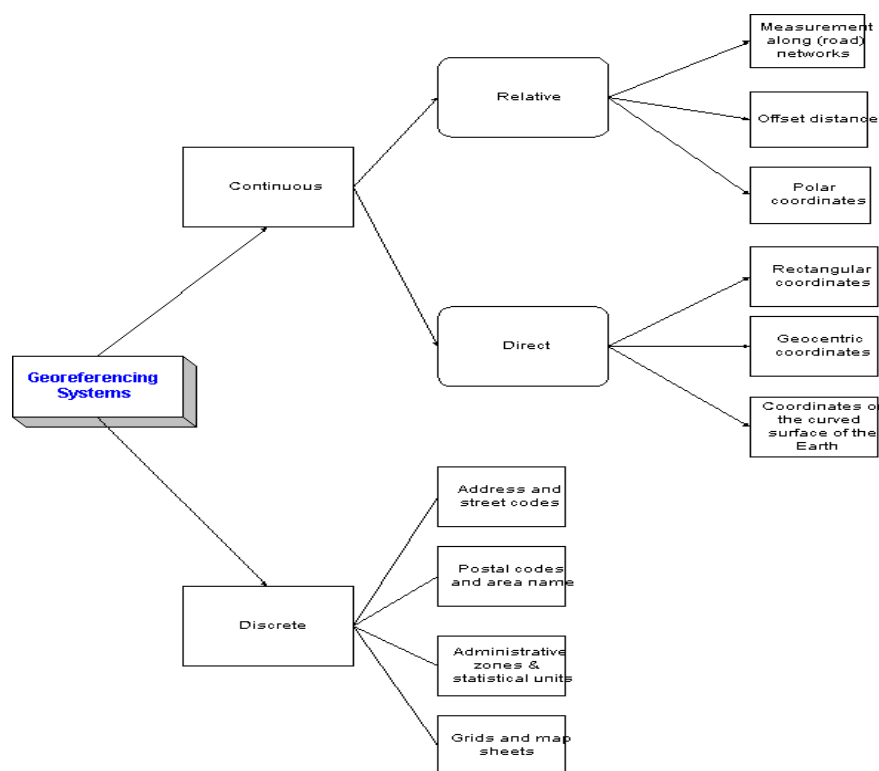 Measurement
along (road)
networks
Relative
Offset distance
Continuous
Polar
coordinates
Rectangular
coordinates
Direct
Geocentric
coordinates
Georeferencing
Systems
Coordinates o
the curved
surface of the
Earth
Address and
street codes
Postal codes
and area name
Discrete
Administrative
zones &
statistical units
Grids and map
sheets